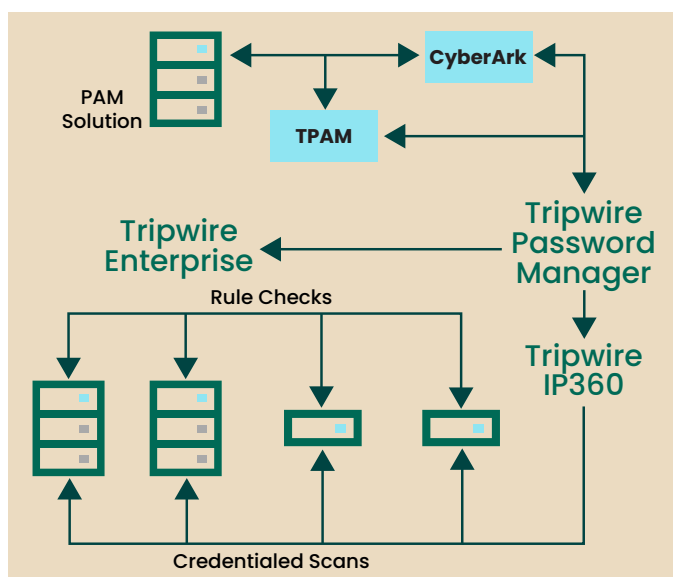 CyberArk
PAM
Solution
TPAM
Tripwire
Password
Manager
Tripwire
Enterprise
Rule Checks
Tripwire
IP360
Credentialed Scans